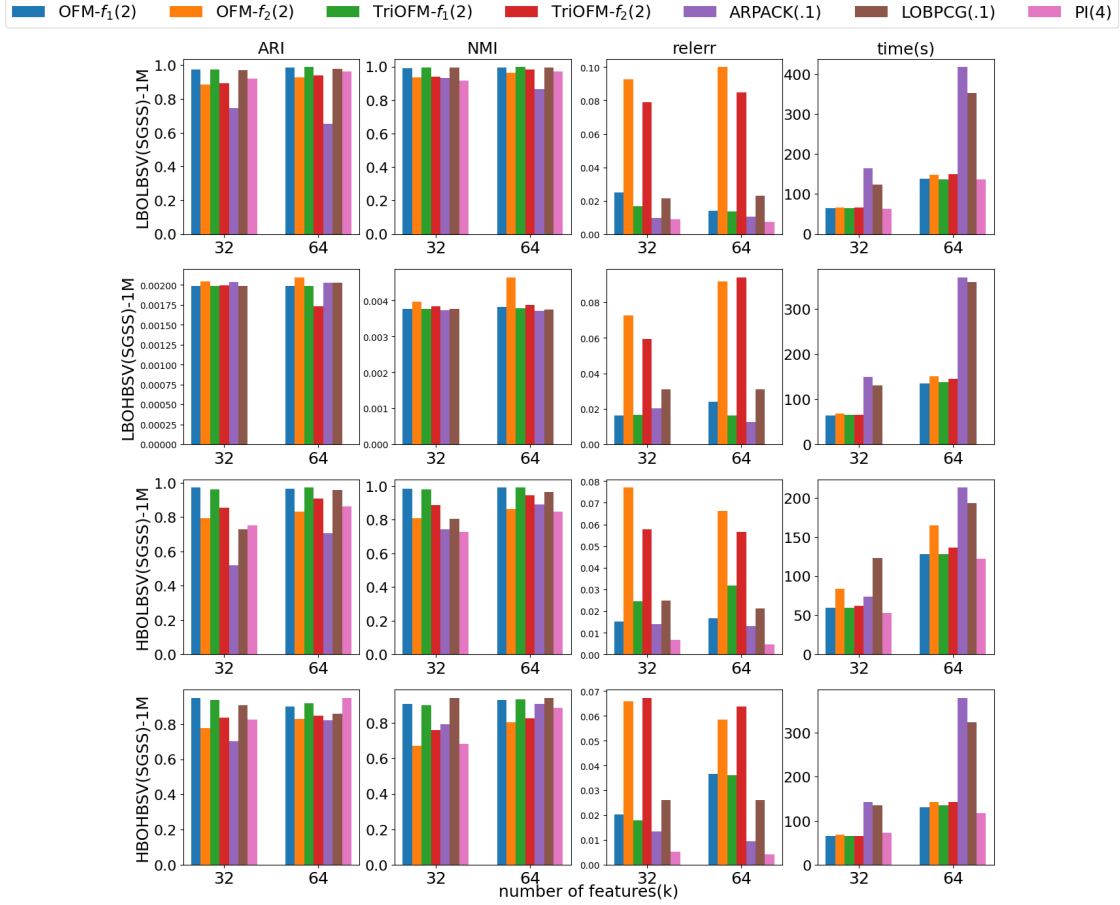 OFM-f₁(2) OFM-f₂(2) TriOFM-f₁(2) TriOFM-f₂(2) ARPACK(.1) LOBPCG(.1) PI(4)
ARI NMI relerr time(s)
LBOLBSV(SGSS)-1M
1.0 0.8 0.6 0.4 0.2 0.0
32 64
1.0 0.8 0.6 0.4 0.2 0.0
32 64
0.10 0.08 0.06 0.04 0.02 0.00
32 64
400 300 200 100 0
32 64
LBOHBSV(SGSS)-1M
0.00200 0.00175 0.00150 0.00125 0.00100 0.00075 0.00050 0.00025 0.00000
32 64
0.004 0.003 0.002 0.001 0.000
32 64
0.08 0.06 0.04 0.02 0.00
32 64
300 200 100 0
32 64
HBOLBSV(SGSS)-1M
1.0 0.8 0.6 0.4 0.2 0.0
32 64
1.0 0.8 0.6 0.4 0.2 0.0
32 64
0.08 0.07 0.06 0.05 0.04 0.03 0.02 0.01 0.00
32 64
200 150 100 50 0
32 64
HBOHBSV(SGSS)-1M
0.8 0.6 0.4 0.2 0.0
32 64
0.8 0.6 0.4 0.2 0.0
32 64
0.07 0.06 0.05 0.04 0.03 0.02 0.01 0.00
32 64
300 200 100 0
32 64
number of features(k)